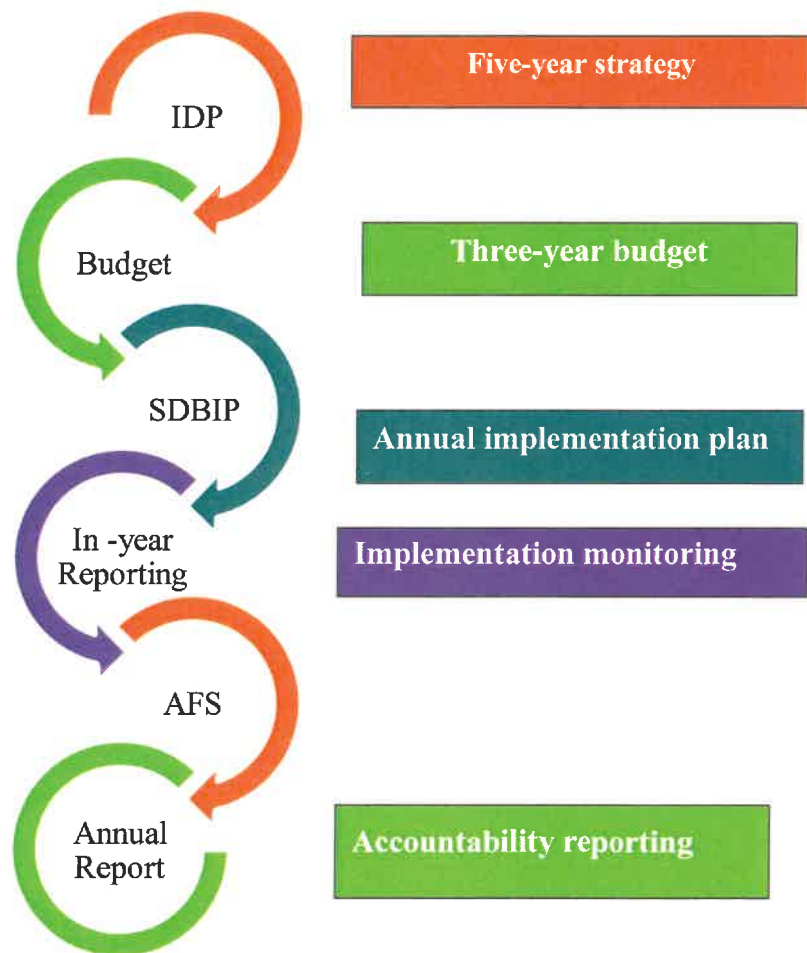 Five-year strategy
IDP
Three-year budget
Budget
SDBIP
Annual implementation plan
In -year
Reporting
Implementation monitoring
AFS
Annual
Report
Accountability reporting